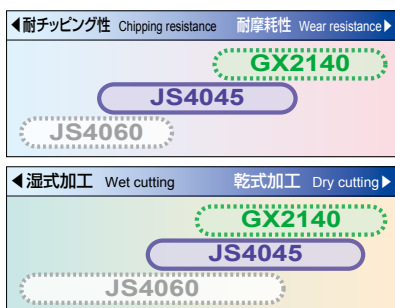 ◀耐チッピング性 Chipping resistance 耐摩耗性 Wear resistance▶
GX2140
JS4045
JS4060
◀湿式加工 Wet cutting 乾式加工 Dry cutting▶
GX2140
JS4045
JS4060